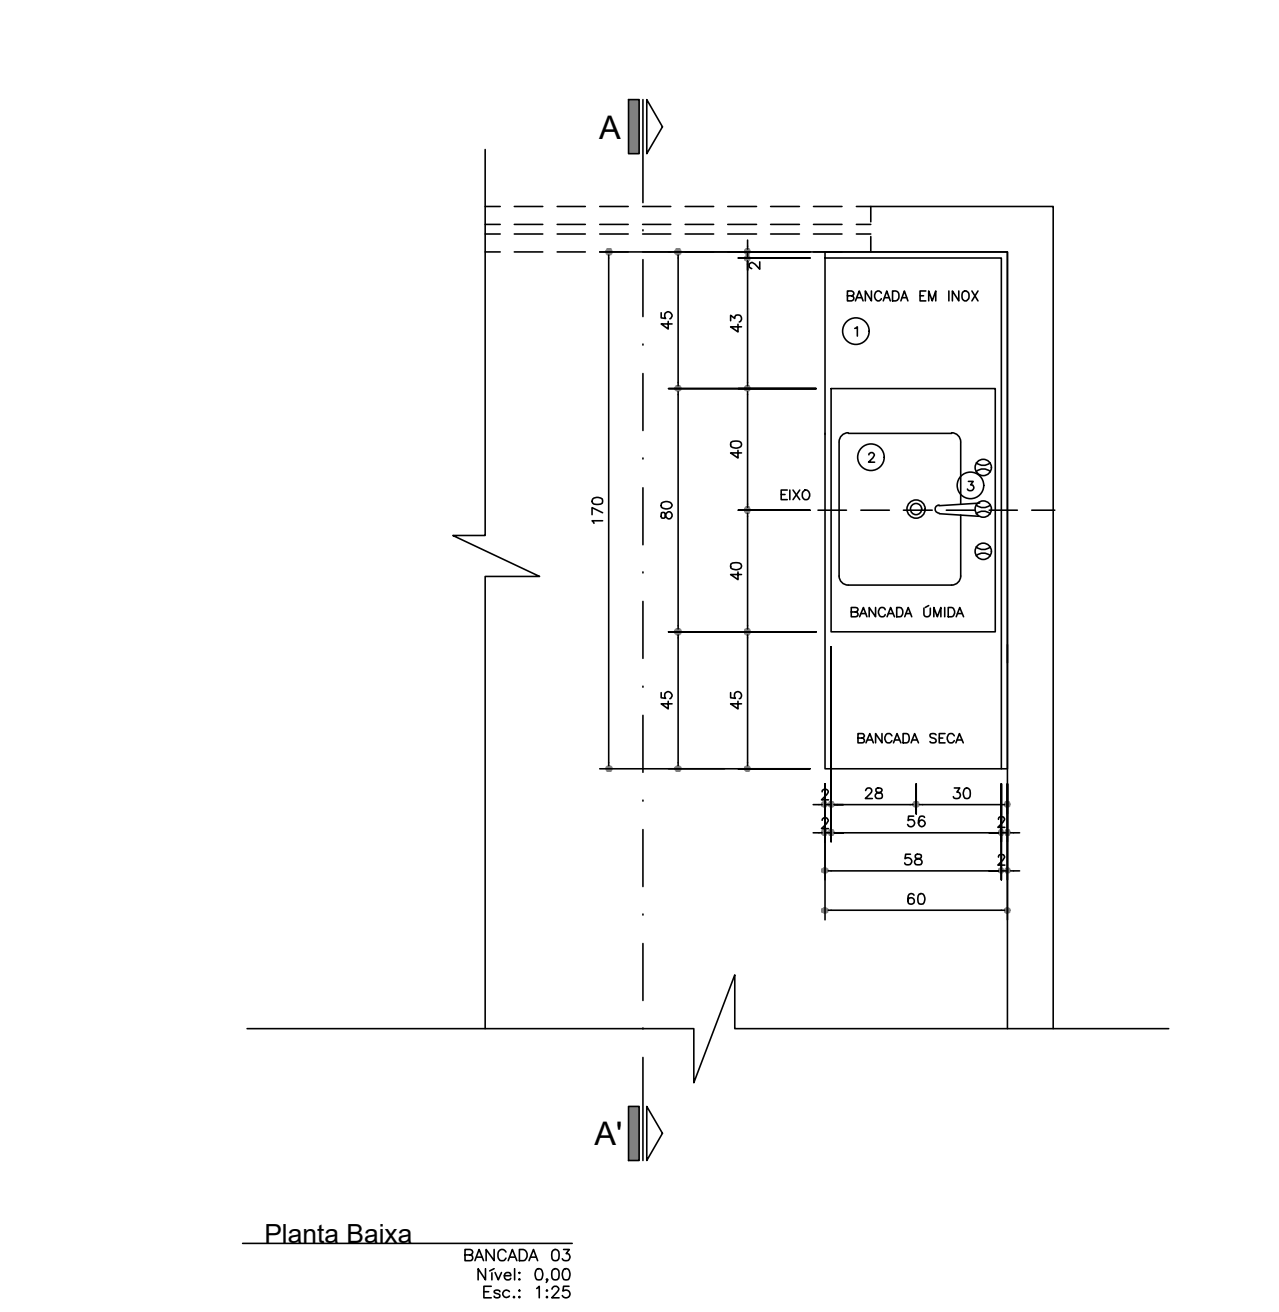 A
2
BANCADA EM INOX
1
45
43
40
2
3
EIXO
170
80
40
BANCADA ÚMIDA
45
45
BANCADA SECA
2 28 30
2 56 2
58 2
60
A'
Planta Baixa
BANCADA 03
Nível: 0,00
Esc.: 1:25